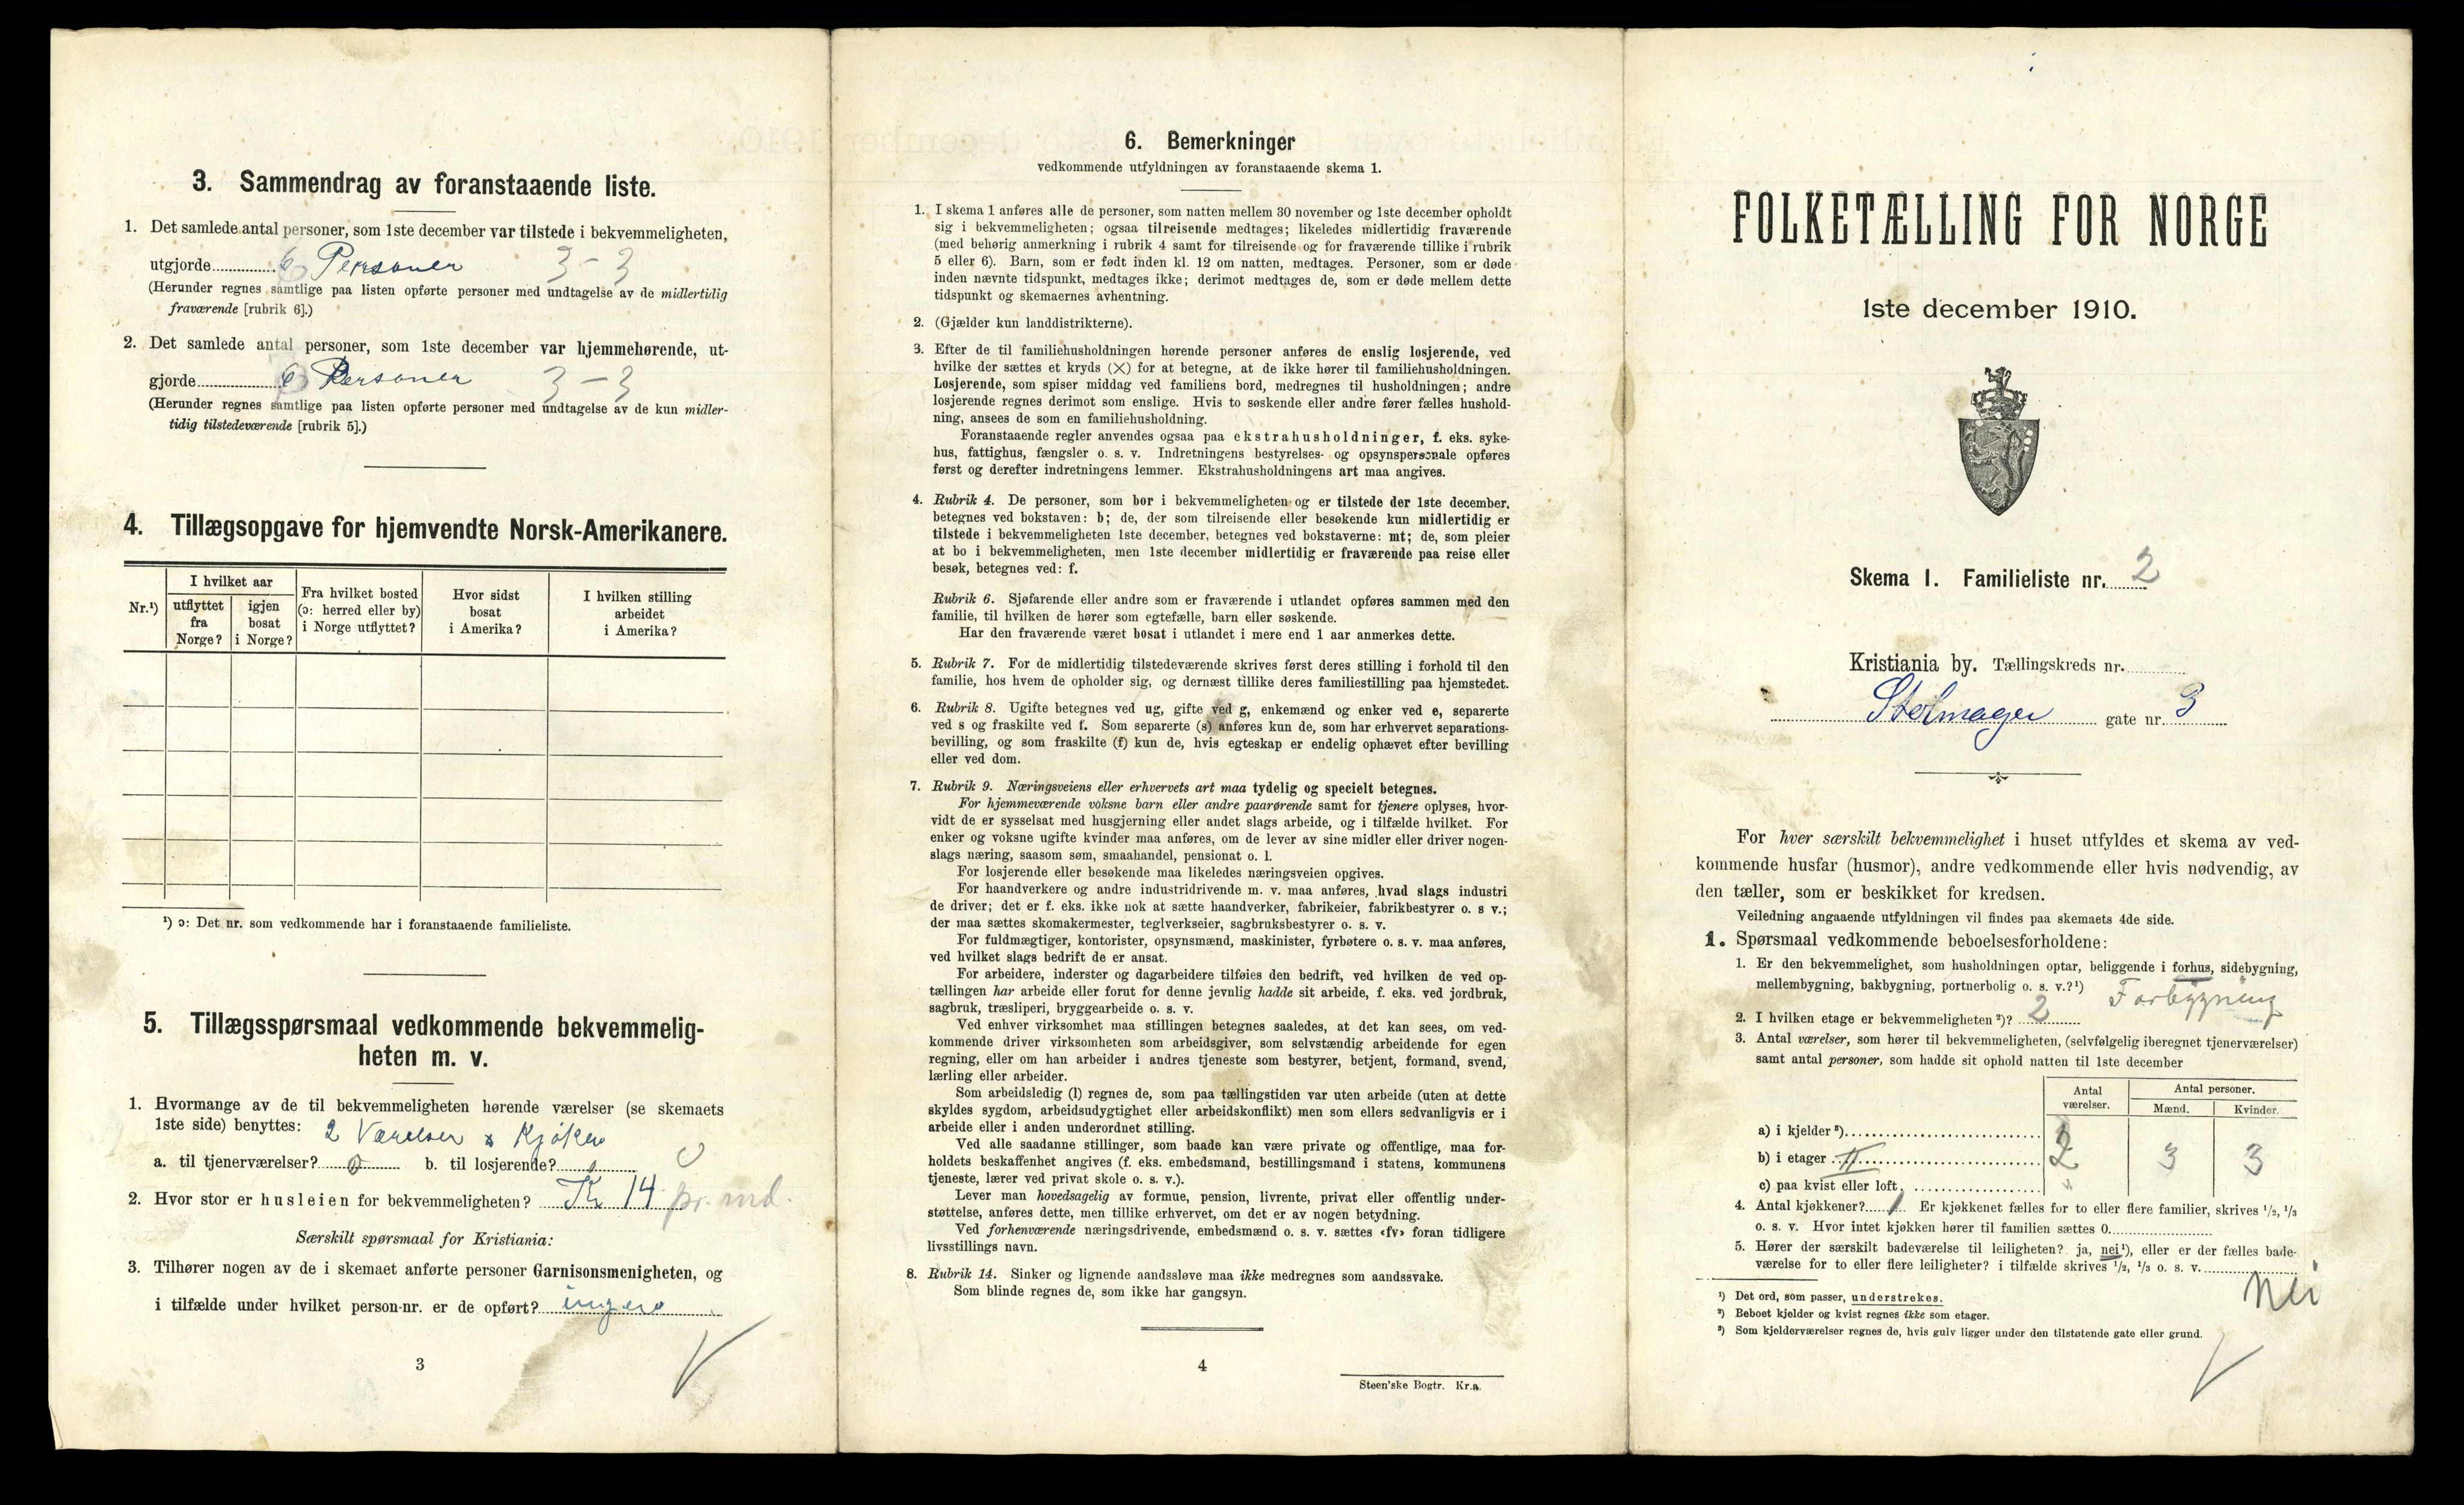 3. Sammendrag av foranstaaende liste.
1. Det samlede antal personer, som 1ste december var tilstede i bekvemmeligheten,
utgjorde 6 Personer 3 - 3
(Herunder regnes samtlige paa listen opførte personer med undtagelse av de midlertidig
fraværende [rubrik 6].)
2. Det samlede antal personer, som 1ste december var hjemmehørende, ut-
gjorde 6 Personer 3 - 3
(Herunder regnes samtlige paa listen opførte personer med undtagelse av de kun midler-
tidig tilstedeværende [rubrik 5].)
4. Tillægsopgave for hjemvendte Norsk-Amerikanere.
Nr.¹)
I hvilket aar
utflyttet
fra
Norge?
igjen
bosat
i Norge?
Fra hvilket bosted
(ɔ: herred eller by)
i Norge utflyttet?
Hvor sidst
bosat
i Amerika?
I hvilken stilling
arbeidet
i Amerika?
¹) ɔ: Det nr. som vedkommende har i foranstaaende familieliste.
5. Tillægsspørsmaal vedkommende bekvemmelig-
heten m. v.
1. Hvormange av de til bekvemmeligheten hørende værelser (se skemaets
1ste side) benyttes: 2 Værelser & Kjøken
a. til tjenerværelser? 0 b. til losjerende? 0
2. Hvor stor er husleien for bekvemmeligheten? Kr 14 pr. md.
Særskilt spørsmaal for Kristiania:
3. Tilhører nogen av de i skemaet anførte personer Garnisonsmenigheten, og
i tilfælde under hvilket person-nr. er de opført? ingen
3
6. Bemerkninger
vedkommende utfyldningen av foranstaaende skema 1.
1. I skema 1 anføres alle de personer, som natten mellem 30 november og 1ste december opholdt
sig i bekvemmeligheten; ogsaa tilreisende medtages; likeledes midlertidig fraværende
(med behørig anmerkning i rubrik 4 samt for tilreisende og for fraværende tillike i rubrik
5 eller 6). Barn, som er født inden kl. 12 om natten, medtages. Personer, som er døde
inden nævnte tidspunkt, medtages ikke; derimot medtages de, som er døde mellem dette
tidspunkt og skemaernes avhentning.
2. (Gjælder kun landdistrikterne).
3. Efter de til familiehusholdningen hørende personer anføres de enslig losjerende, ved
hvilke der sættes et kryds (×) for at betegne, at de ikke hører til familiehusholdningen.
Losjerende, som spiser middag ved familiens bord, medregnes til husholdningen; andre
losjerende regnes derimot som enslige. Hvis to søskende eller andre fører fælles hushold-
ning, ansees de som en familiehusholdning.
Foranstaaende regler anvendes ogsaa paa ekstrahusholdninger, f. eks. syke-
hus, fattighus, fængsler o. s. v. Indretningens bestyrelses- og opsynspersonale opføres
først og derefter indretningens lemmer. Ekstrahusholdningens art maa angives.
4. Rubrik 4. De personer, som bor i bekvemmeligheten og er tilstede der 1ste december,
betegnes ved bokstaven: b; de, der som tilreisende eller besøkende kun midlertidig er
tilstede i bekvemmeligheten 1ste december, betegnes ved bokstaverne: mt; de, som pleier
at bo i bekvemmeligheten, men 1ste december midlertidig er fraværende paa reise eller
besøk, betegnes ved: f.
Rubrik 6. Sjøfarende eller andre som er fraværende i utlandet opføres sammen med den
familie, til hvilken de hører som egtefælle, barn eller søskende.
Har den fraværende været bosat i utlandet i mere end 1 aar anmerkes dette.
5. Rubrik 7. For de midlertidig tilstedeværende skrives først deres stilling i forhold til den
familie, hos hvem de opholder sig, og dernæst tillike deres familiestilling paa hjemstedet.
6. Rubrik 8. Ugifte betegnes ved ug, gifte ved g, enkemænd og enker ved e, separerte
ved s og fraskilte ved f. Som separerte (s) anføres kun de, som har erhvervet separations-
bevilling, og som fraskilte (f) kun de, hvis egteskap er endelig ophævet efter bevilling
eller ved dom.
7. Rubrik 9. Næringsveiens eller erhvervets art maa tydelig og specielt betegnes.
For hjemmeværende voksne barn eller andre paarørende samt for tjenere oplyses, hvor-
vidt de er sysselsat med husgjerning eller andet slags arbeide, og i tilfælde hvilket. For
enker og voksne ugifte kvinder maa anføres, om de lever av sine midler eller driver nogen-
slags næring, saasom søm, smaahandel, pensionat o. l.
For losjerende eller besøkende maa likeledes næringsveien opgives.
For haandverkere og andre industridrivende m. v. maa anføres, hvad slags industri
de driver; det er f. eks. ikke nok at sætte haandverker, fabrikeier, fabrikbestyrer o. s v.;
der maa sættes skomakermester, teglverkseier, sagbruksbestyrer o. s. v.
For fuldmægtiger, kontorister, opsynsmænd, maskinister, fyrbøtere o. s. v. maa anføres,
ved hvilket slags bedrift de er ansat.
For arbeidere, inderster og dagarbeidere tilføies den bedrift, ved hvilken de ved op-
tællingen har arbeide eller forut for denne jevnlig hadde sit arbeide, f. eks. ved jordbruk,
sagbruk, træsliperi, bryggearbeide o. s. v.
Ved enhver virksomhet maa stillingen betegnes saaledes, at det kan sees, om ved-
kommende driver virksomheten som arbeidsgiver, som selvstændig arbeidende for egen
regning, eller om han arbeider i andres tjeneste som bestyrer, betjent, formand, svend,
lærling eller arbeider.
Som arbeidsledig (l) regnes de, som paa tællingstiden var uten arbeide (uten at dette
skyldes sygdom, arbeidsudygtighet eller arbeidskonflikt) men som ellers sedvanligvis er i
arbeide eller i anden underordnet stilling.
Ved alle saadanne stillinger, som baade kan være private og offentlige, maa for-
holdets beskaffenhet angives (f. eks. embedsmand, bestillingsmand i statens, kommunens
tjeneste, lærer ved privat skole o. s. v.).
Lever man hovedsagelig av formue, pension, livrente, privat eller offentlig under-
støttelse, anføres dette, men tillike erhvervet, om det er av nogen betydning.
Ved forhenværende næringsdrivende, embedsmænd o. s. v. sættes «fv» foran tidligere
livsstillings navn.
8. Rubrik 14. Sinker og lignende aandssløve maa ikke medregnes som aandssvake.
Som blinde regnes de, som ikke har gangsyn.
4
Steen'ske Bogtr. Kr.a.
FOLKETÆLLING FOR NORGE
1ste december 1910.
Skema 1. Familieliste nr. 2
Kristiania by. Tællingskreds nr.
Stolmager gate nr. 3
For hver særskilt bekvemmelighet i huset utfyldes et skema av ved-
kommende husfar (husmor), andre vedkommende eller hvis nødvendig, av
den tæller, som er beskikket for kredsen.
Veiledning angaaende utfyldningen vil findes paa skemaets 4de side.
1. Spørsmaal vedkommende beboelsesforholdene:
1. Er den bekvemmelighet, som husholdningen optar, beliggende i forhus, sidebygning,
mellembygning, bakbygning, portnerbolig o. s. v.?¹) Forbygning
2. I hvilken etage er bekvemmeligheten²)? 2
3. Antal værelser, som hører til bekvemmeligheten, (selvfølgelig iberegnet tjenerværelser)
samt antal personer, som hadde sit ophold natten til 1ste december
Antal
værelser.
Antal personer.
Mænd. Kvinder.
a) i kjelder³)
b) i etager II 2 3 3
c) paa kvist eller loft
4. Antal kjøkkener? 1 Er kjøkkenet fælles for to eller flere familier, skrives ¹/₂, ¹/₃
o. s. v. Hvor intet kjøkken hører til familien sættes 0.
5. Hører der særskilt badeværelse til leiligheten? ja, nei¹), eller er der fælles bade-
værelse for to eller flere leiligheter? i tilfælde skrives ¹/₂, ¹/₃ o. s. v.
Nei
¹) Det ord, som passer, understrekes.
²) Beboet kjelder og kvist regnes ikke som etager.
³) Som kjelderværelser regnes de, hvis gulv ligger under den tilstøtende gate eller grund.